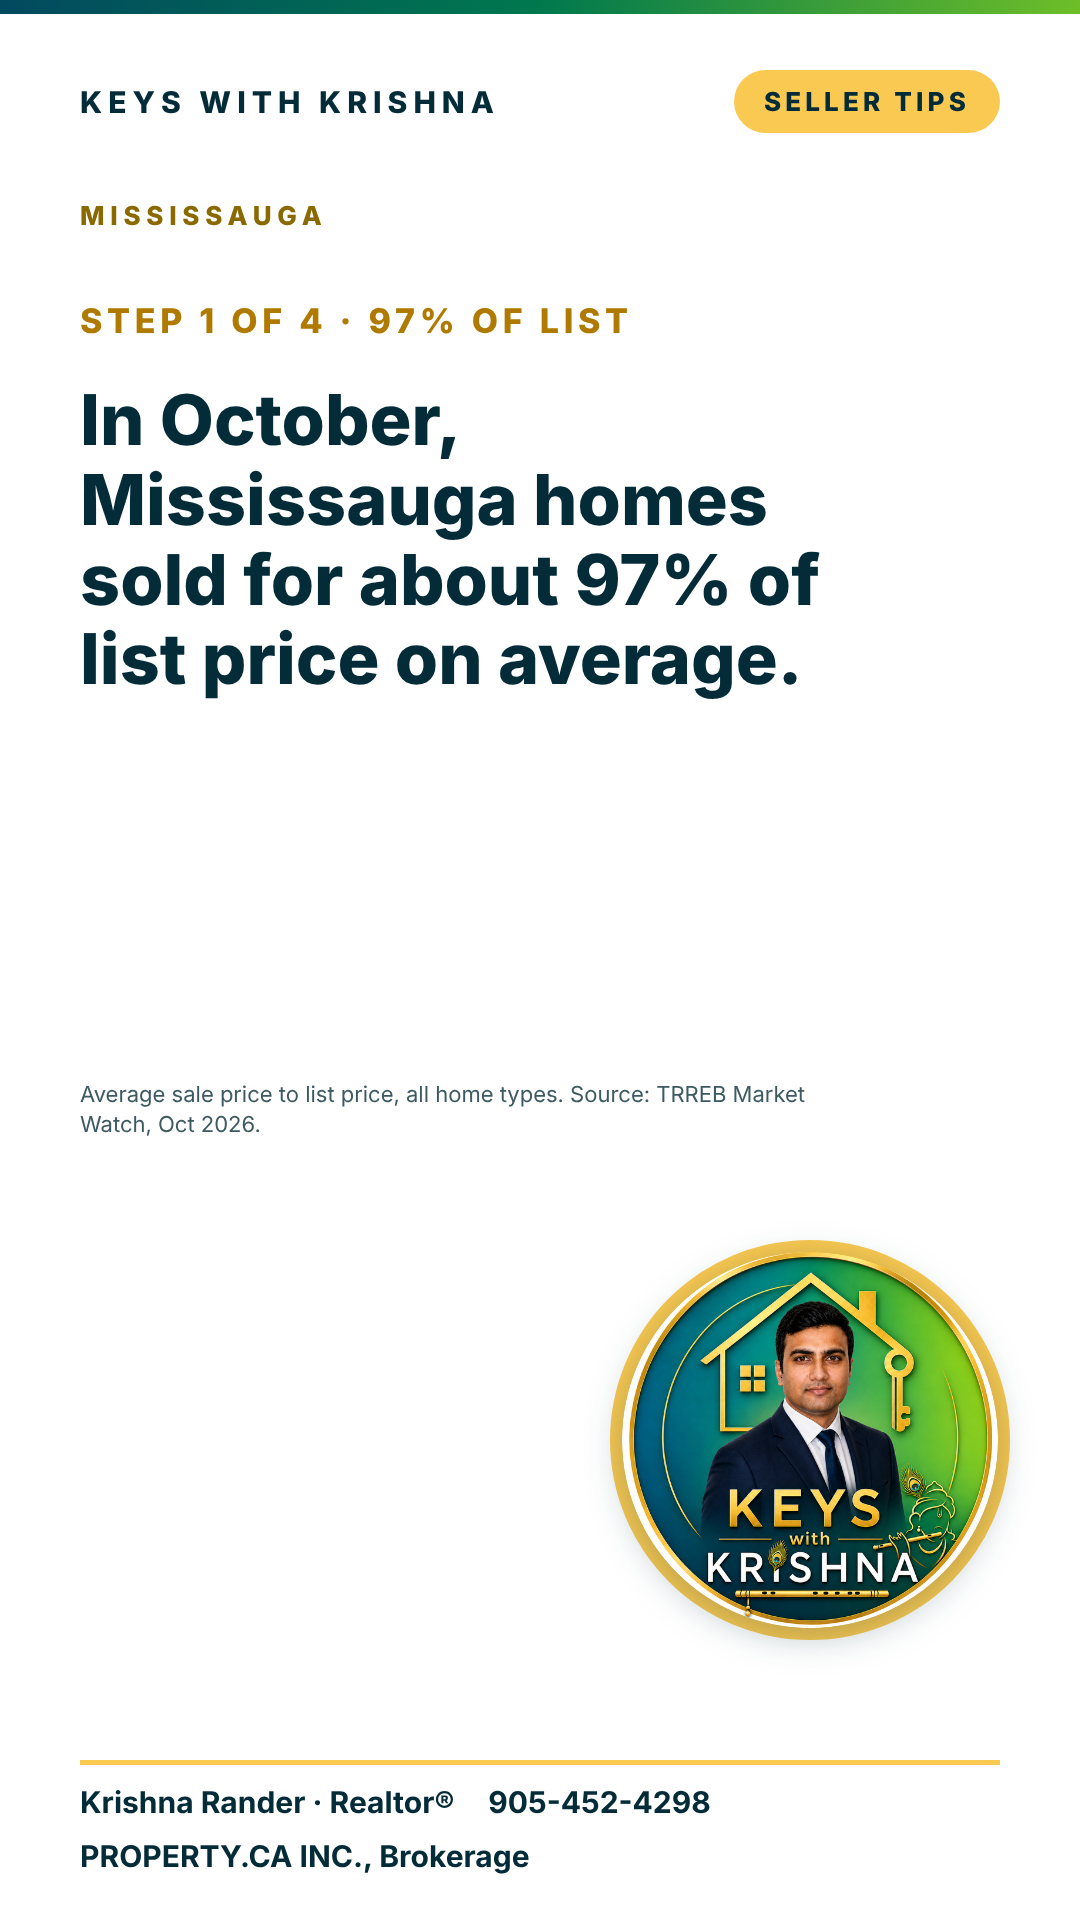 KEYS WITH KRISHNA
SELLER TIPS
MISSISSAUGA
STEP 1 OF 4 · 97% OF LIST
In October,
Mississauga homes
sold for about 97% of
list price on average.
Average sale price to list price, all home types. Source: TRREB Market
Watch, Oct 2026.
KEYS
with
KRISHNA
Krishna Rander · Realtor® 905-452-4298
PROPERTY.CA INC., Brokerage